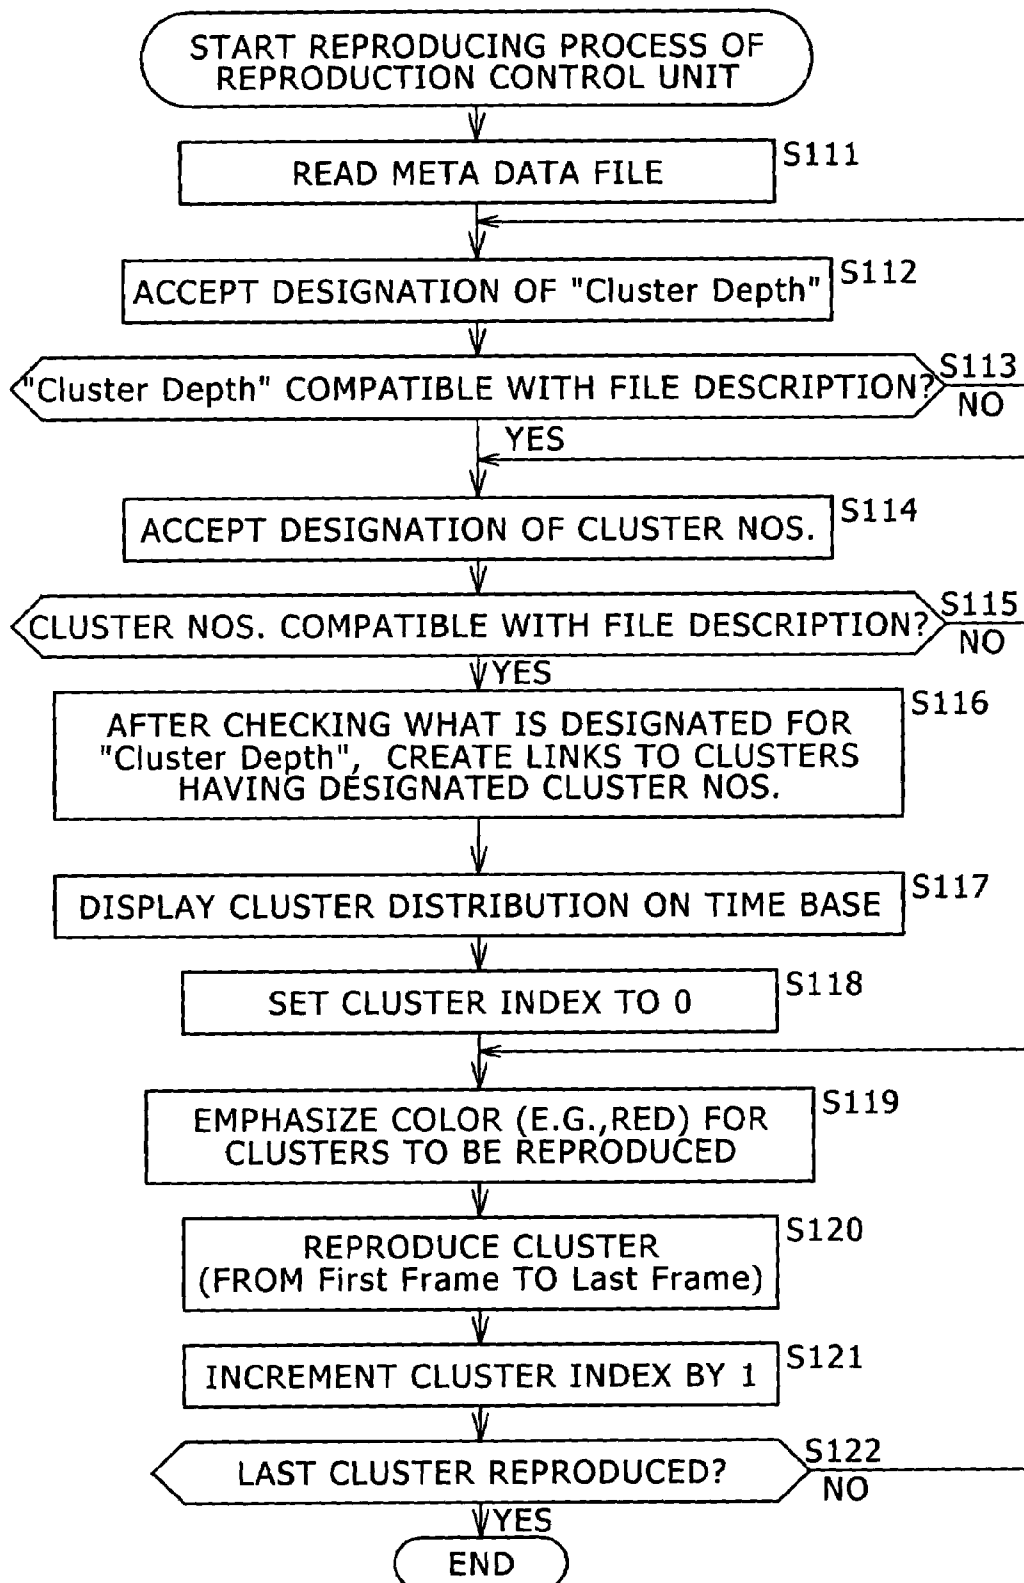 START REPRODUCING PROCESS OF
REPRODUCTION CONTROL UNIT
S111
READ META DATA FILE
S112
ACCEPT DESIGNATION OF "Cluster Depth"
S113
"Cluster Depth" COMPATIBLE WITH FILE DESCRIPTION?
NO
YES
S114
ACCEPT DESIGNATION OF CLUSTER NOS.
S115
CLUSTER NOS. COMPATIBLE WITH FILE DESCRIPTION?
NO
YES
S116
AFTER CHECKING WHAT IS DESIGNATED FOR
"Cluster Depth", CREATE LINKS TO CLUSTERS
HAVING DESIGNATED CLUSTER NOS.
S117
DISPLAY CLUSTER DISTRIBUTION ON TIME BASE
S118
SET CLUSTER INDEX TO 0
S119
EMPHASIZE COLOR (E.G.,RED) FOR
CLUSTERS TO BE REPRODUCED
S120
REPRODUCE CLUSTER
(FROM First Frame TO Last Frame)
S121
INCREMENT CLUSTER INDEX BY 1
S122
LAST CLUSTER REPRODUCED?
NO
YES
END